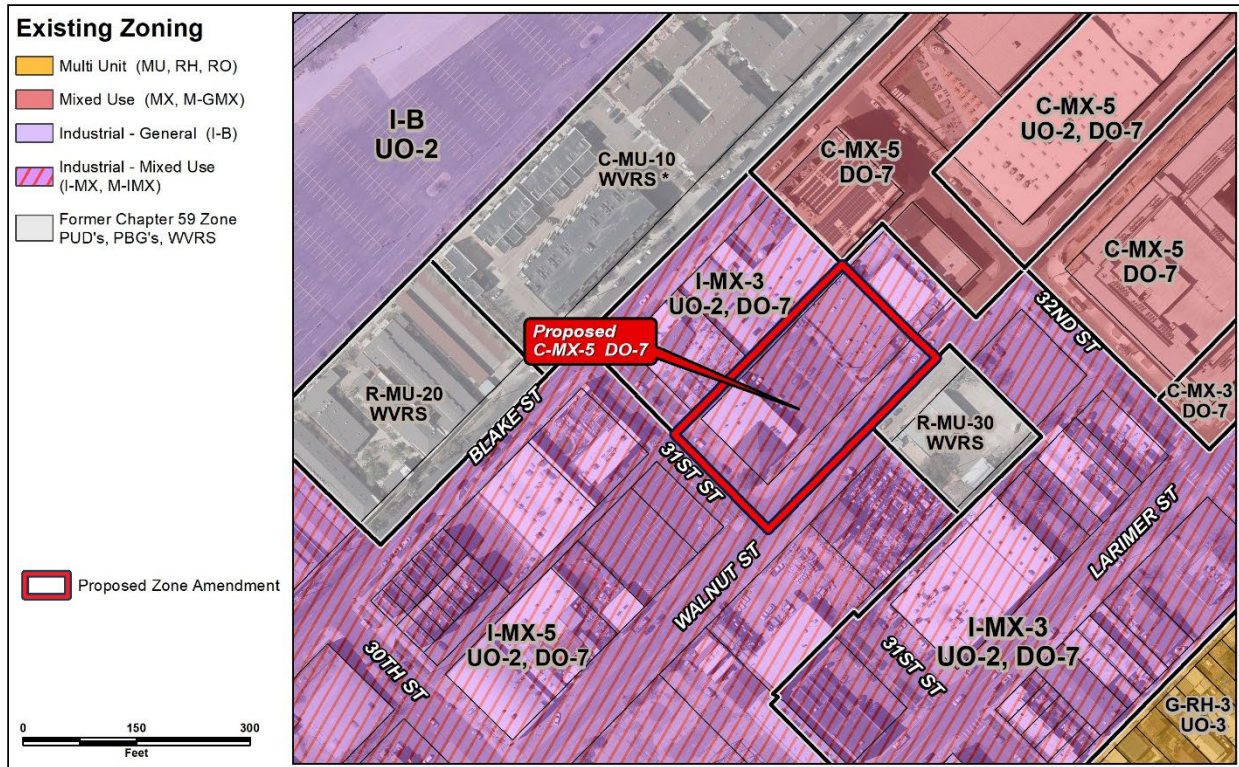 Existing Zoning
Multi Unit (MU, RH, RO)
Mixed Use (MX, M-GMX)
Industrial - General (I-B)
Industrial - Mixed Use
(I-MX, M-IMX)
Former Chapter 59 Zone
PUD's, PBG's, WVRS
Proposed Zone Amendment
0 150 300
Feet
I-B
UO-2
C-MU-10
WVRS *
C-MX-5
DO-7
C-MX-5
UO-2, DO-7
C-MX-5
DO-7
I-MX-3
UO-2, DO-7
32ND ST
Proposed
C-MX-5 DO-7
C-MX-3
DO-7
R-MU-20
WVRS
BLAKE ST
R-MU-30
WVRS
31ST ST
LARIMER ST
WALNUT ST
I-MX-5
UO-2, DO-7
30TH ST
I-MX-3
UO-2, DO-7
31ST ST
G-RH-3
UO-3